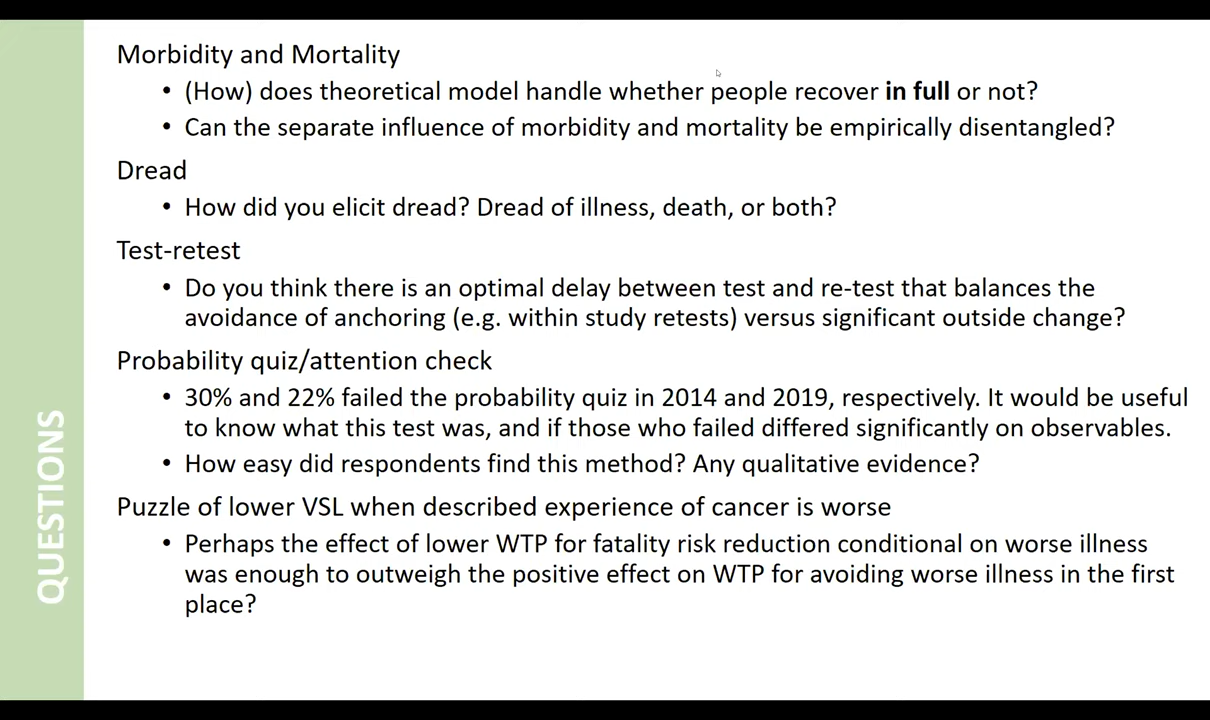 Morbidity and Mortality
• (How) does theoretical model handle whether people recover in full or not?
• Can the separate influence of morbidity and mortality be empirically disentangled?
Dread
• How did you elicit dread? Dread of illness, death, or both?
Test-retest
• Do you think there is an optimal delay between test and re-test that balances the
avoidance of anchoring (e.g. within study retests) versus significant outside change?
Probability quiz/attention check
• 30% and 22% failed the probability quiz in 2014 and 2019, respectively. It would be useful
to know what this test was, and if those who failed differed significantly on observables.
• How easy did respondents find this method? Any qualitative evidence?
Puzzle of lower VSL when described experience of cancer is worse
• Perhaps the effect of lower WTP for fatality risk reduction conditional on worse illness
was enough to outweigh the positive effect on WTP for avoiding worse illness in the first
place?
QUESTIONS